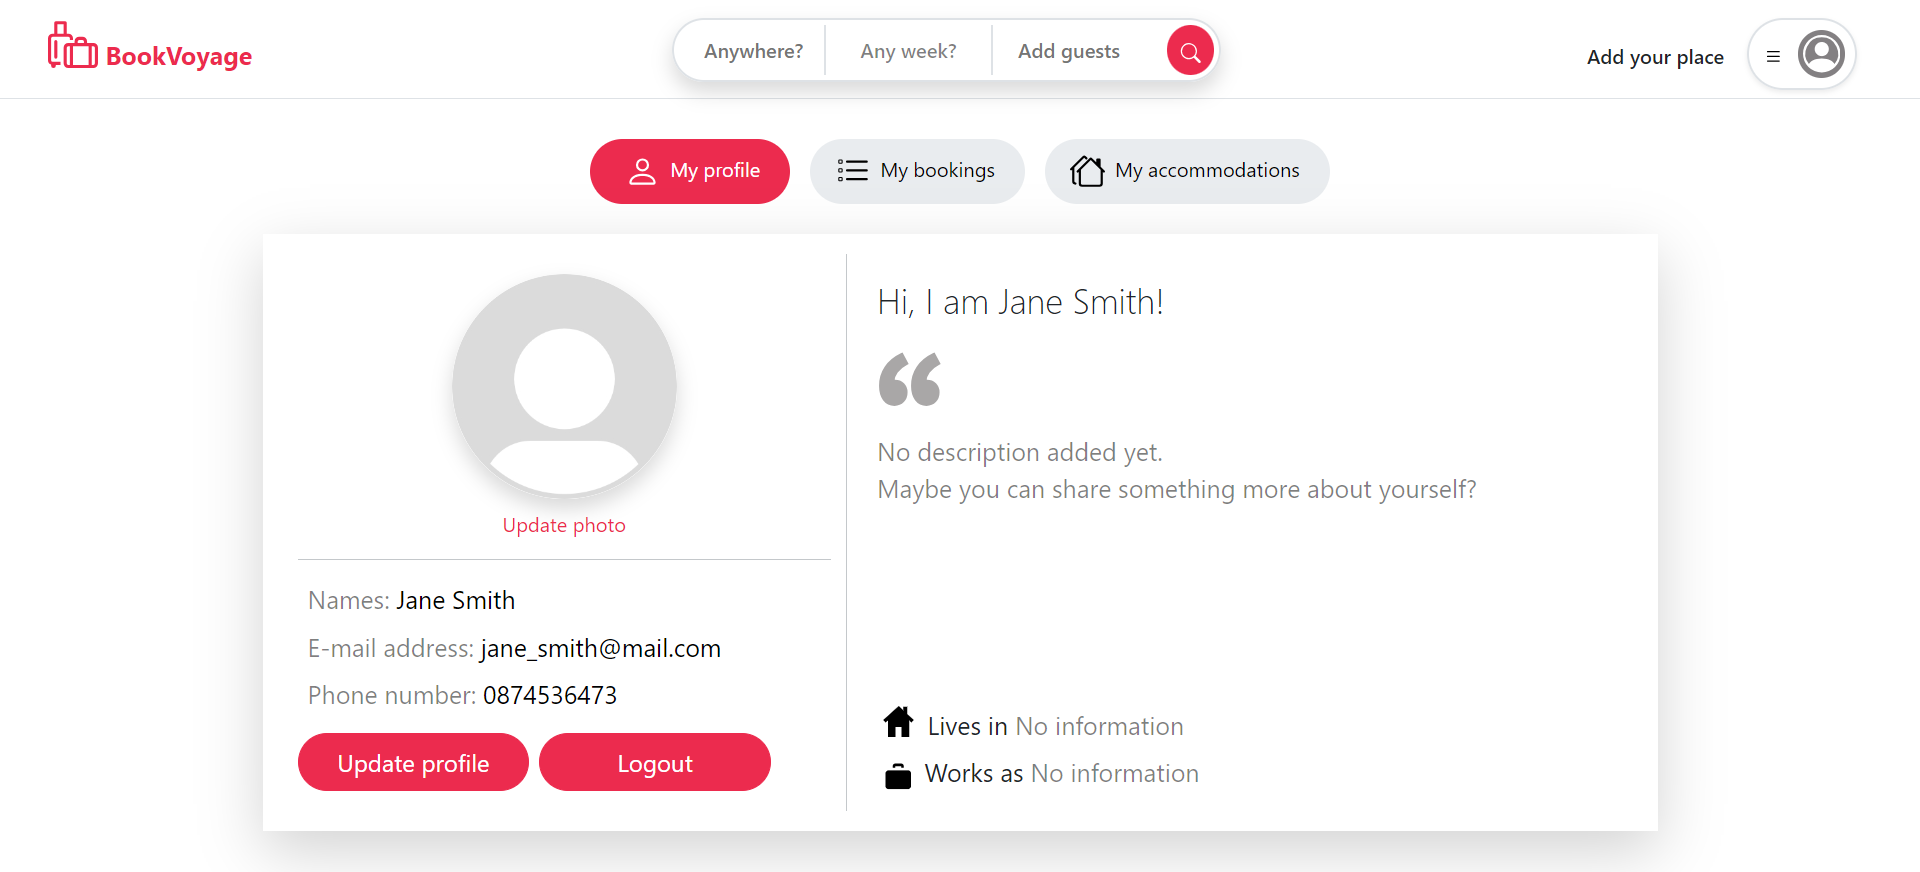 BookVoyage
Anywhere? Any week? Add guests
Add your place
My profile My bookings My accommodations
Update photo
Names: Jane Smith
E-mail address: jane_smith@mail.com
Phone number: 0874536473
Update profile Logout
Hi, I am Jane Smith!
“
No description added yet.
Maybe you can share something more about yourself?
Lives in No information
Works as No information